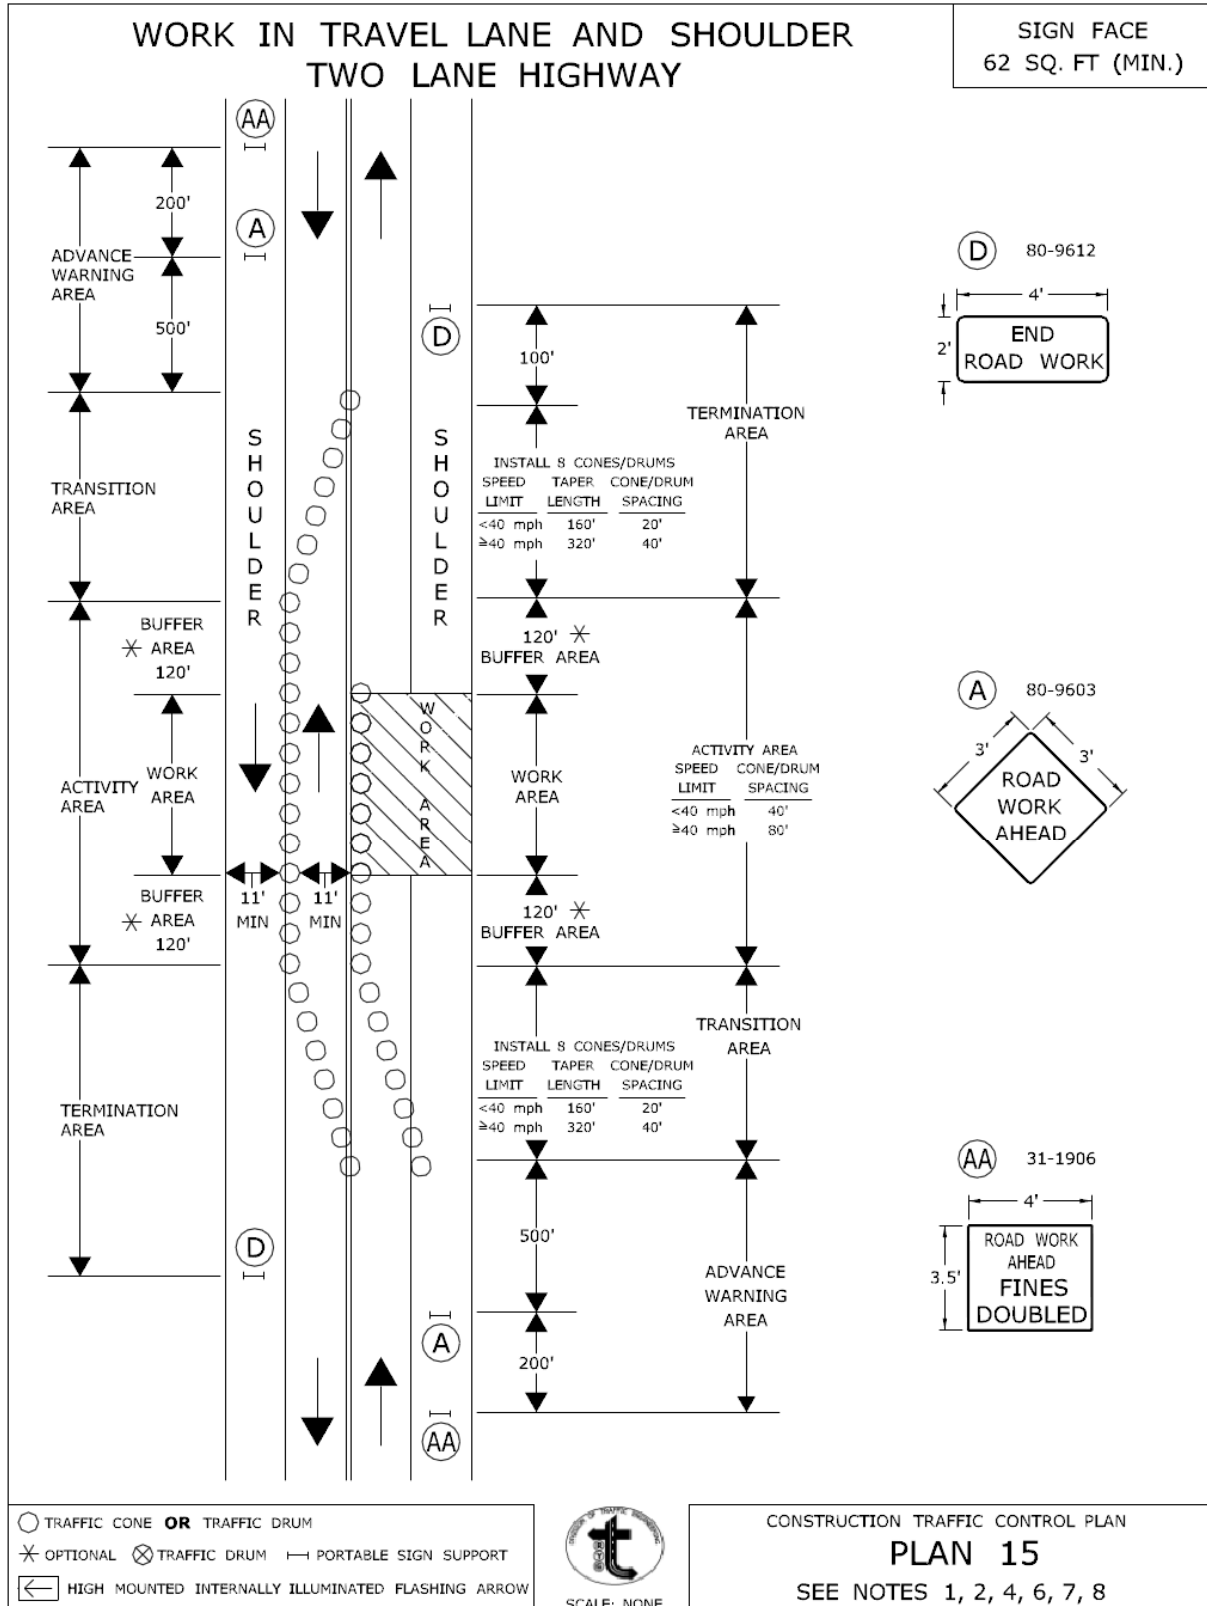 WORK IN TRAVEL LANE AND SHOULDER
TWO LANE HIGHWAY
SIGN FACE
62 SQ. FT (MIN.)
AA
200'
A
ADVANCE
WARNING
AREA
500'
D
100'
TERMINATION
AREA
SHOULDER
SHOULDER
TRANSITION
AREA
INSTALL 8 CONES/DRUMS
SPEED TAPER CONE/DRUM
LIMIT LENGTH SPACING
<40 mph 160' 20'
≥40 mph 320' 40'
BUFFER
* AREA
120'
120' *
BUFFER AREA
WORK AREA
ACTIVITY
AREA
WORK
AREA
WORK
AREA
ACTIVITY AREA
SPEED CONE/DRUM
LIMIT SPACING
<40 mph 40'
≥40 mph 80'
BUFFER
* AREA
120'
11'
MIN
11'
MIN
120' *
BUFFER AREA
TRANSITION
AREA
INSTALL 8 CONES/DRUMS
SPEED TAPER CONE/DRUM
LIMIT LENGTH SPACING
<40 mph 160' 20'
≥40 mph 320' 40'
TERMINATION
AREA
D
500'
ADVANCE
WARNING
AREA
A
200'
AA
D 80-9612
4'
2'
END
ROAD WORK
A 80-9603
3' 3'
ROAD
WORK
AHEAD
AA 31-1906
4'
3.5'
ROAD WORK
AHEAD
FINES
DOUBLED
TRAFFIC CONE OR TRAFFIC DRUM
* OPTIONAL TRAFFIC DRUM PORTABLE SIGN SUPPORT
HIGH MOUNTED INTERNALLY ILLUMINATED FLASHING ARROW
DIVISION OF TRAFFIC ENGINEERING
t
SCALE: NONE
CONSTRUCTION TRAFFIC CONTROL PLAN
PLAN 15
SEE NOTES 1, 2, 4, 6, 7, 8